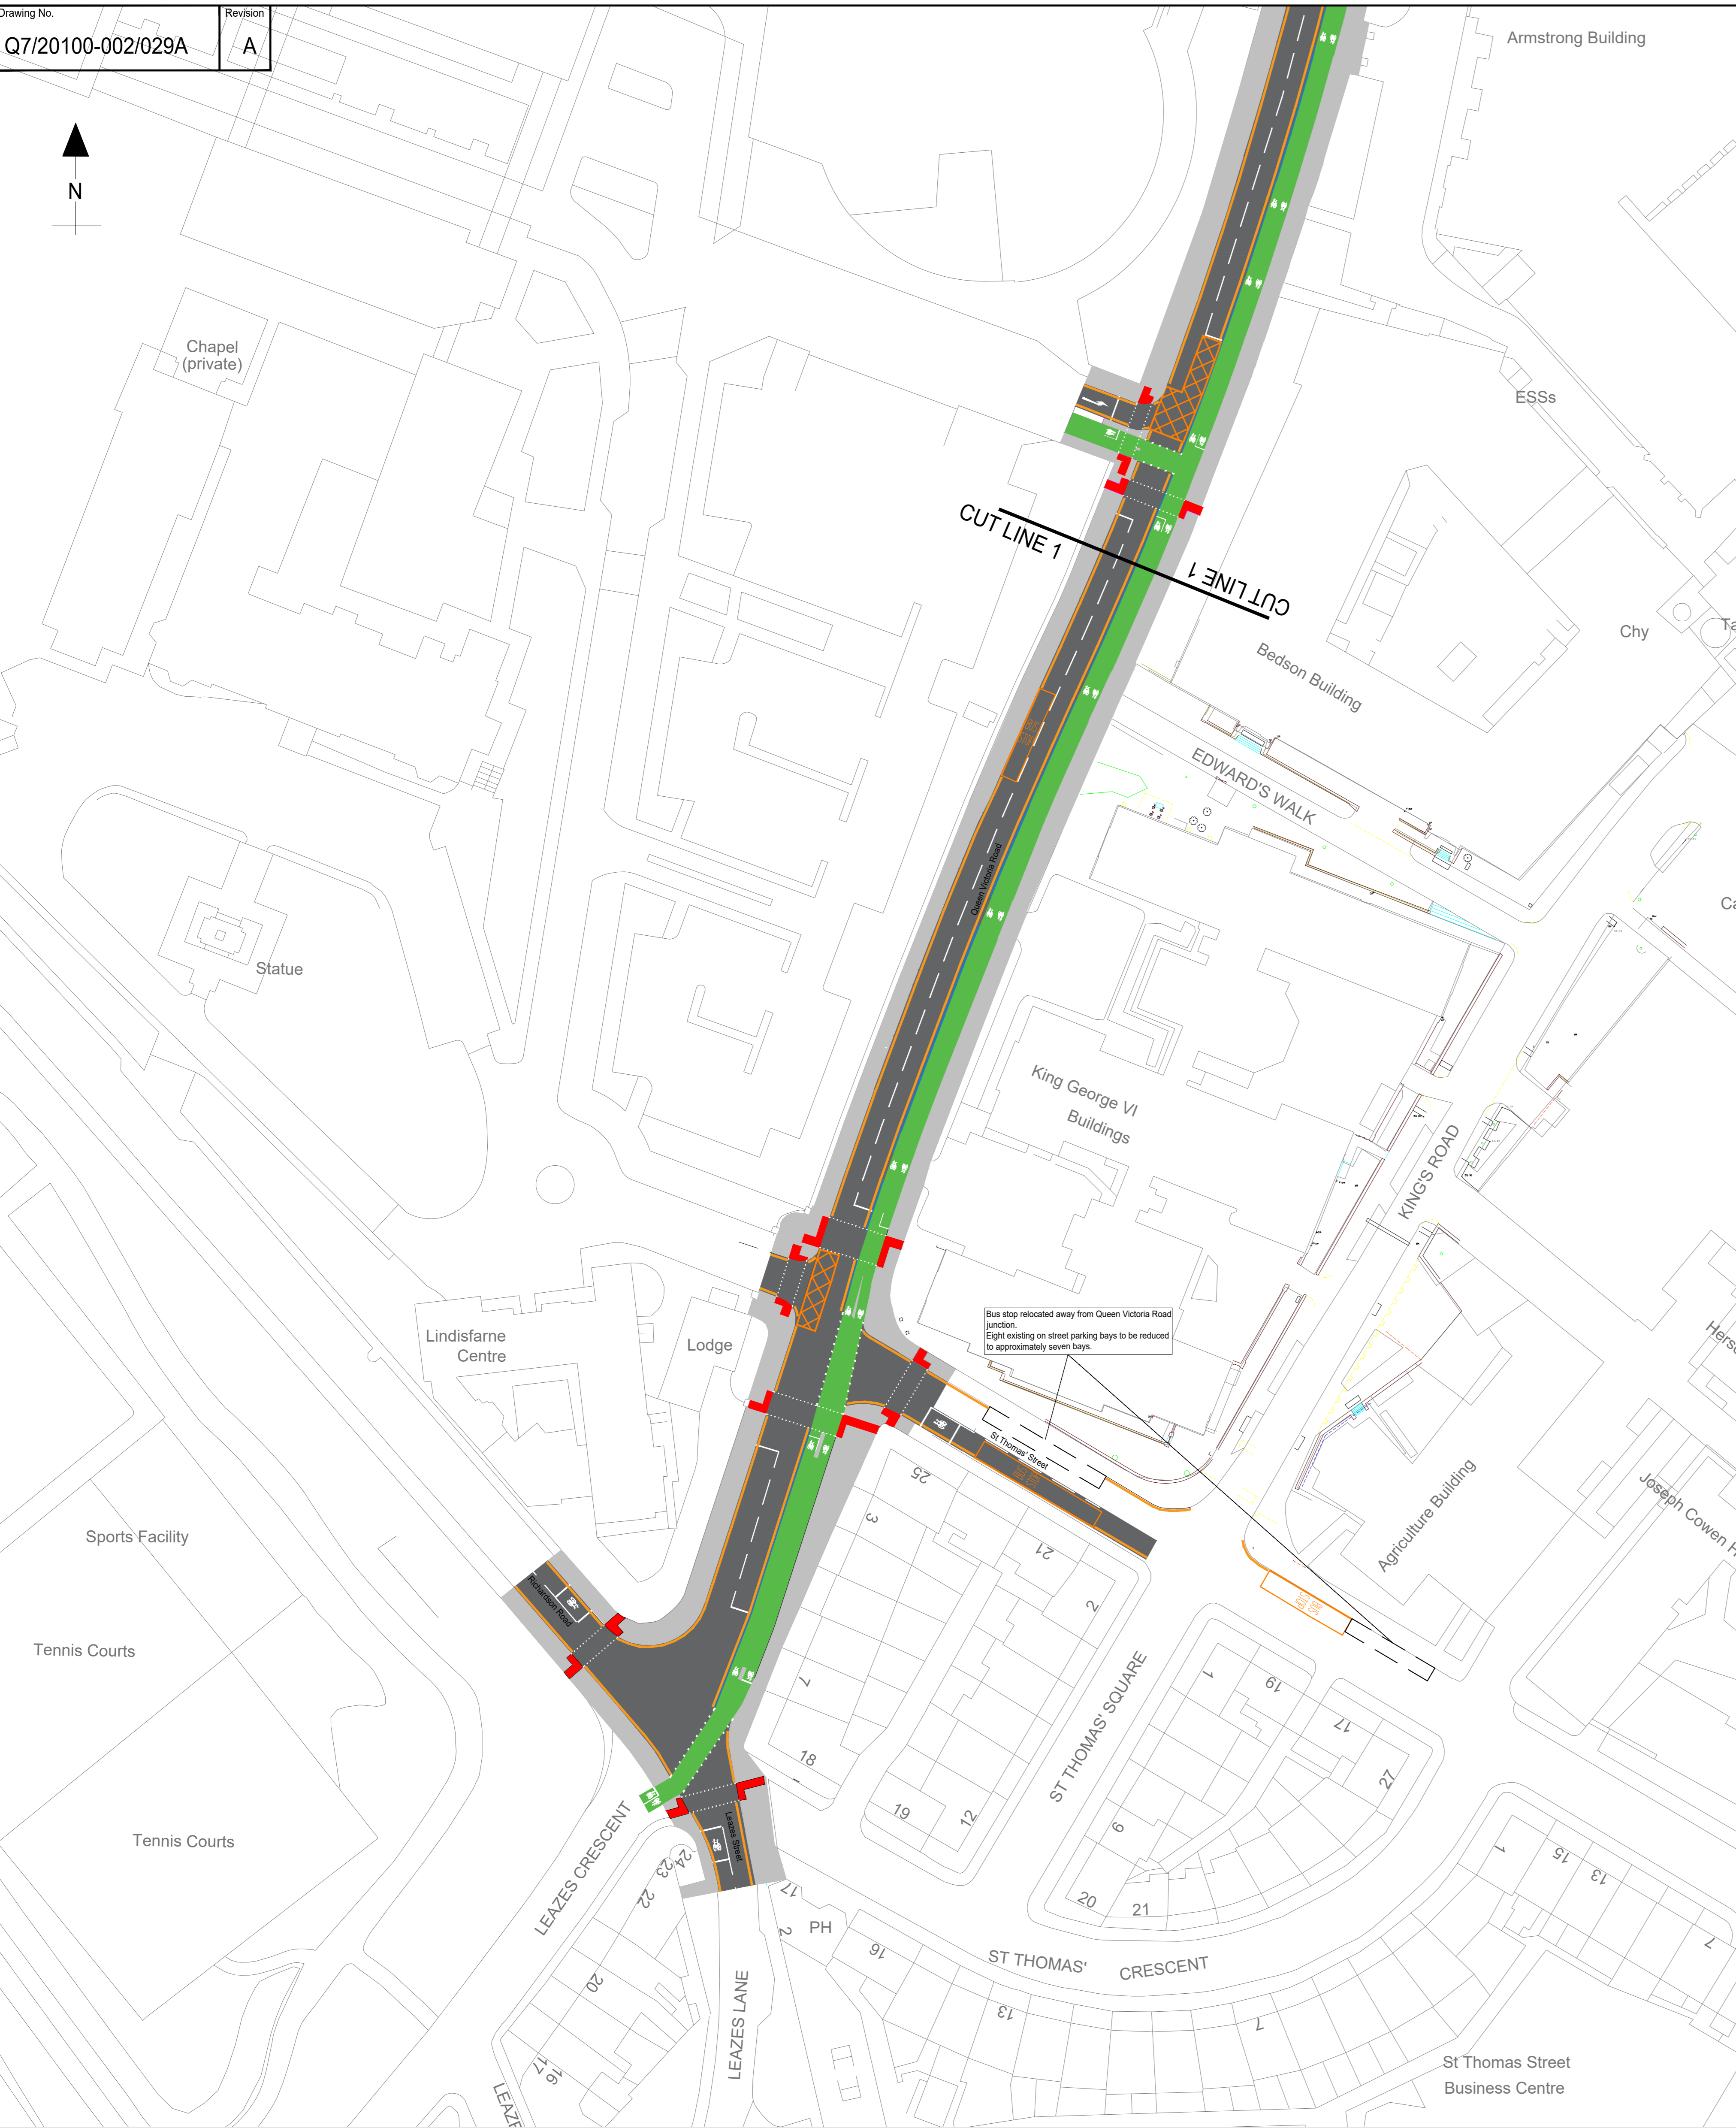 Drawing No.
Revision
Q7/20100-002/029A
A
N
Armstrong Building
Chapel
(private)
ESSs
CUT LINE 1
CUT LINE 1
Chy
Bedson Building
EDWARD'S WALK
Queen Victoria Road
Statue
King George VI
Buildings
KING'S ROAD
Bus stop relocated away from Queen Victoria Road
junction.
Eight existing on street parking bays to be reduced
to approximately seven bays.
Lindisfarne
Centre
Lodge
St Thomas' Street
25
3
21
2
Agriculture Building
Joseph Cowen H
Hers
Sports Facility
Richardson Road
Tennis Courts
7
18
19
12
ST THOMAS' SQUARE
1
19
17
27
6
20
21
Tennis Courts
LEAZES CRESCENT
Leazes Street
24
23
22
20
17
16
17
2
PH
16
ST THOMAS'
CRESCENT
13
7
1
15
13
7
LEAZES LANE
LEAZE
St Thomas Street
Business Centre